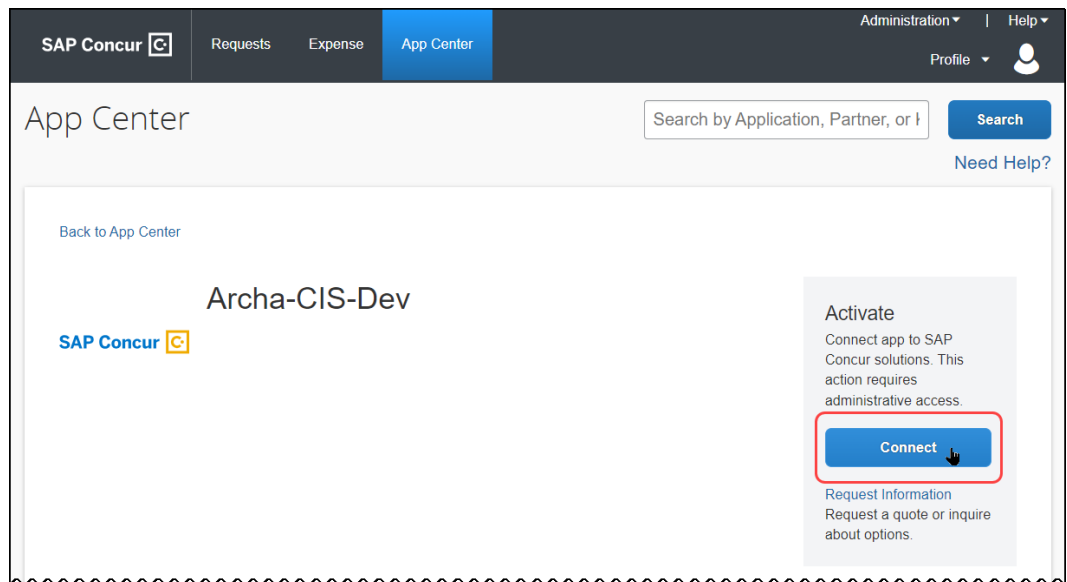 Administration | Help
SAP Concur Requests Expense App Center
Profile
App Center
Search by Application, Partner, or
Search
Need Help?
Back to App Center
Archa-CIS-Dev
SAP Concur
Activate
Connect app to SAP
Concur solutions. This
action requires
administrative access.
Connect
Request Information
Request a quote or inquire
about options.